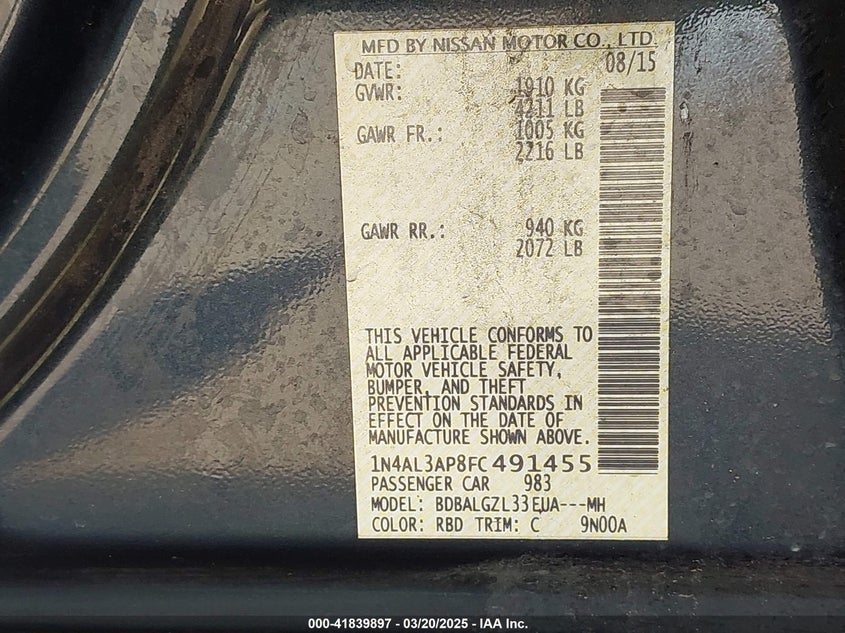 MFD BY NISSAN MOTOR CO., LTD.
DATE: 08/15
GVWR: 1910 KG
4211 LB
GAWR FR.: 1005 KG
2216 LB
GAWR RR.: 940 KG
2072 LB
THIS VEHICLE CONFORMS TO
ALL APPLICABLE FEDERAL
MOTOR VEHICLE SAFETY,
BUMPER, AND THEFT
PREVENTION STANDARDS IN
EFFECT ON THE DATE OF
MANUFACTURE SHOWN ABOVE.
1N4AL3AP8FC491455
PASSENGER CAR 983
MODEL: BDBALGZL33EUA---MH
COLOR: RBD TRIM: C 9N00A
000-41839897 - 03/20/2025 - IAA Inc.